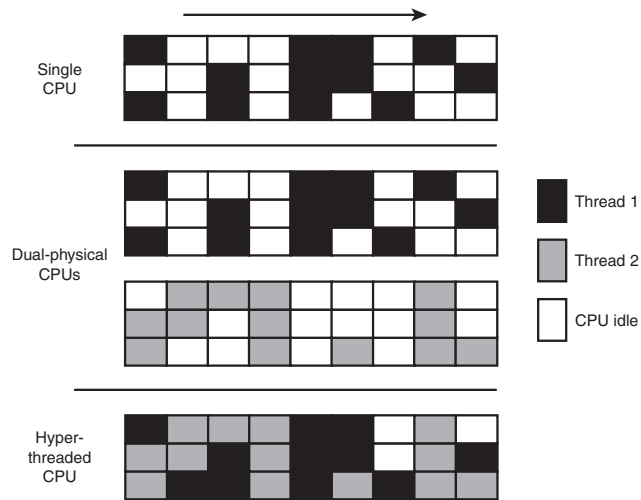 Single
CPU
Dual-physical
CPUs
Thread 1
Thread 2
CPU idle
Hyper-
threaded
CPU